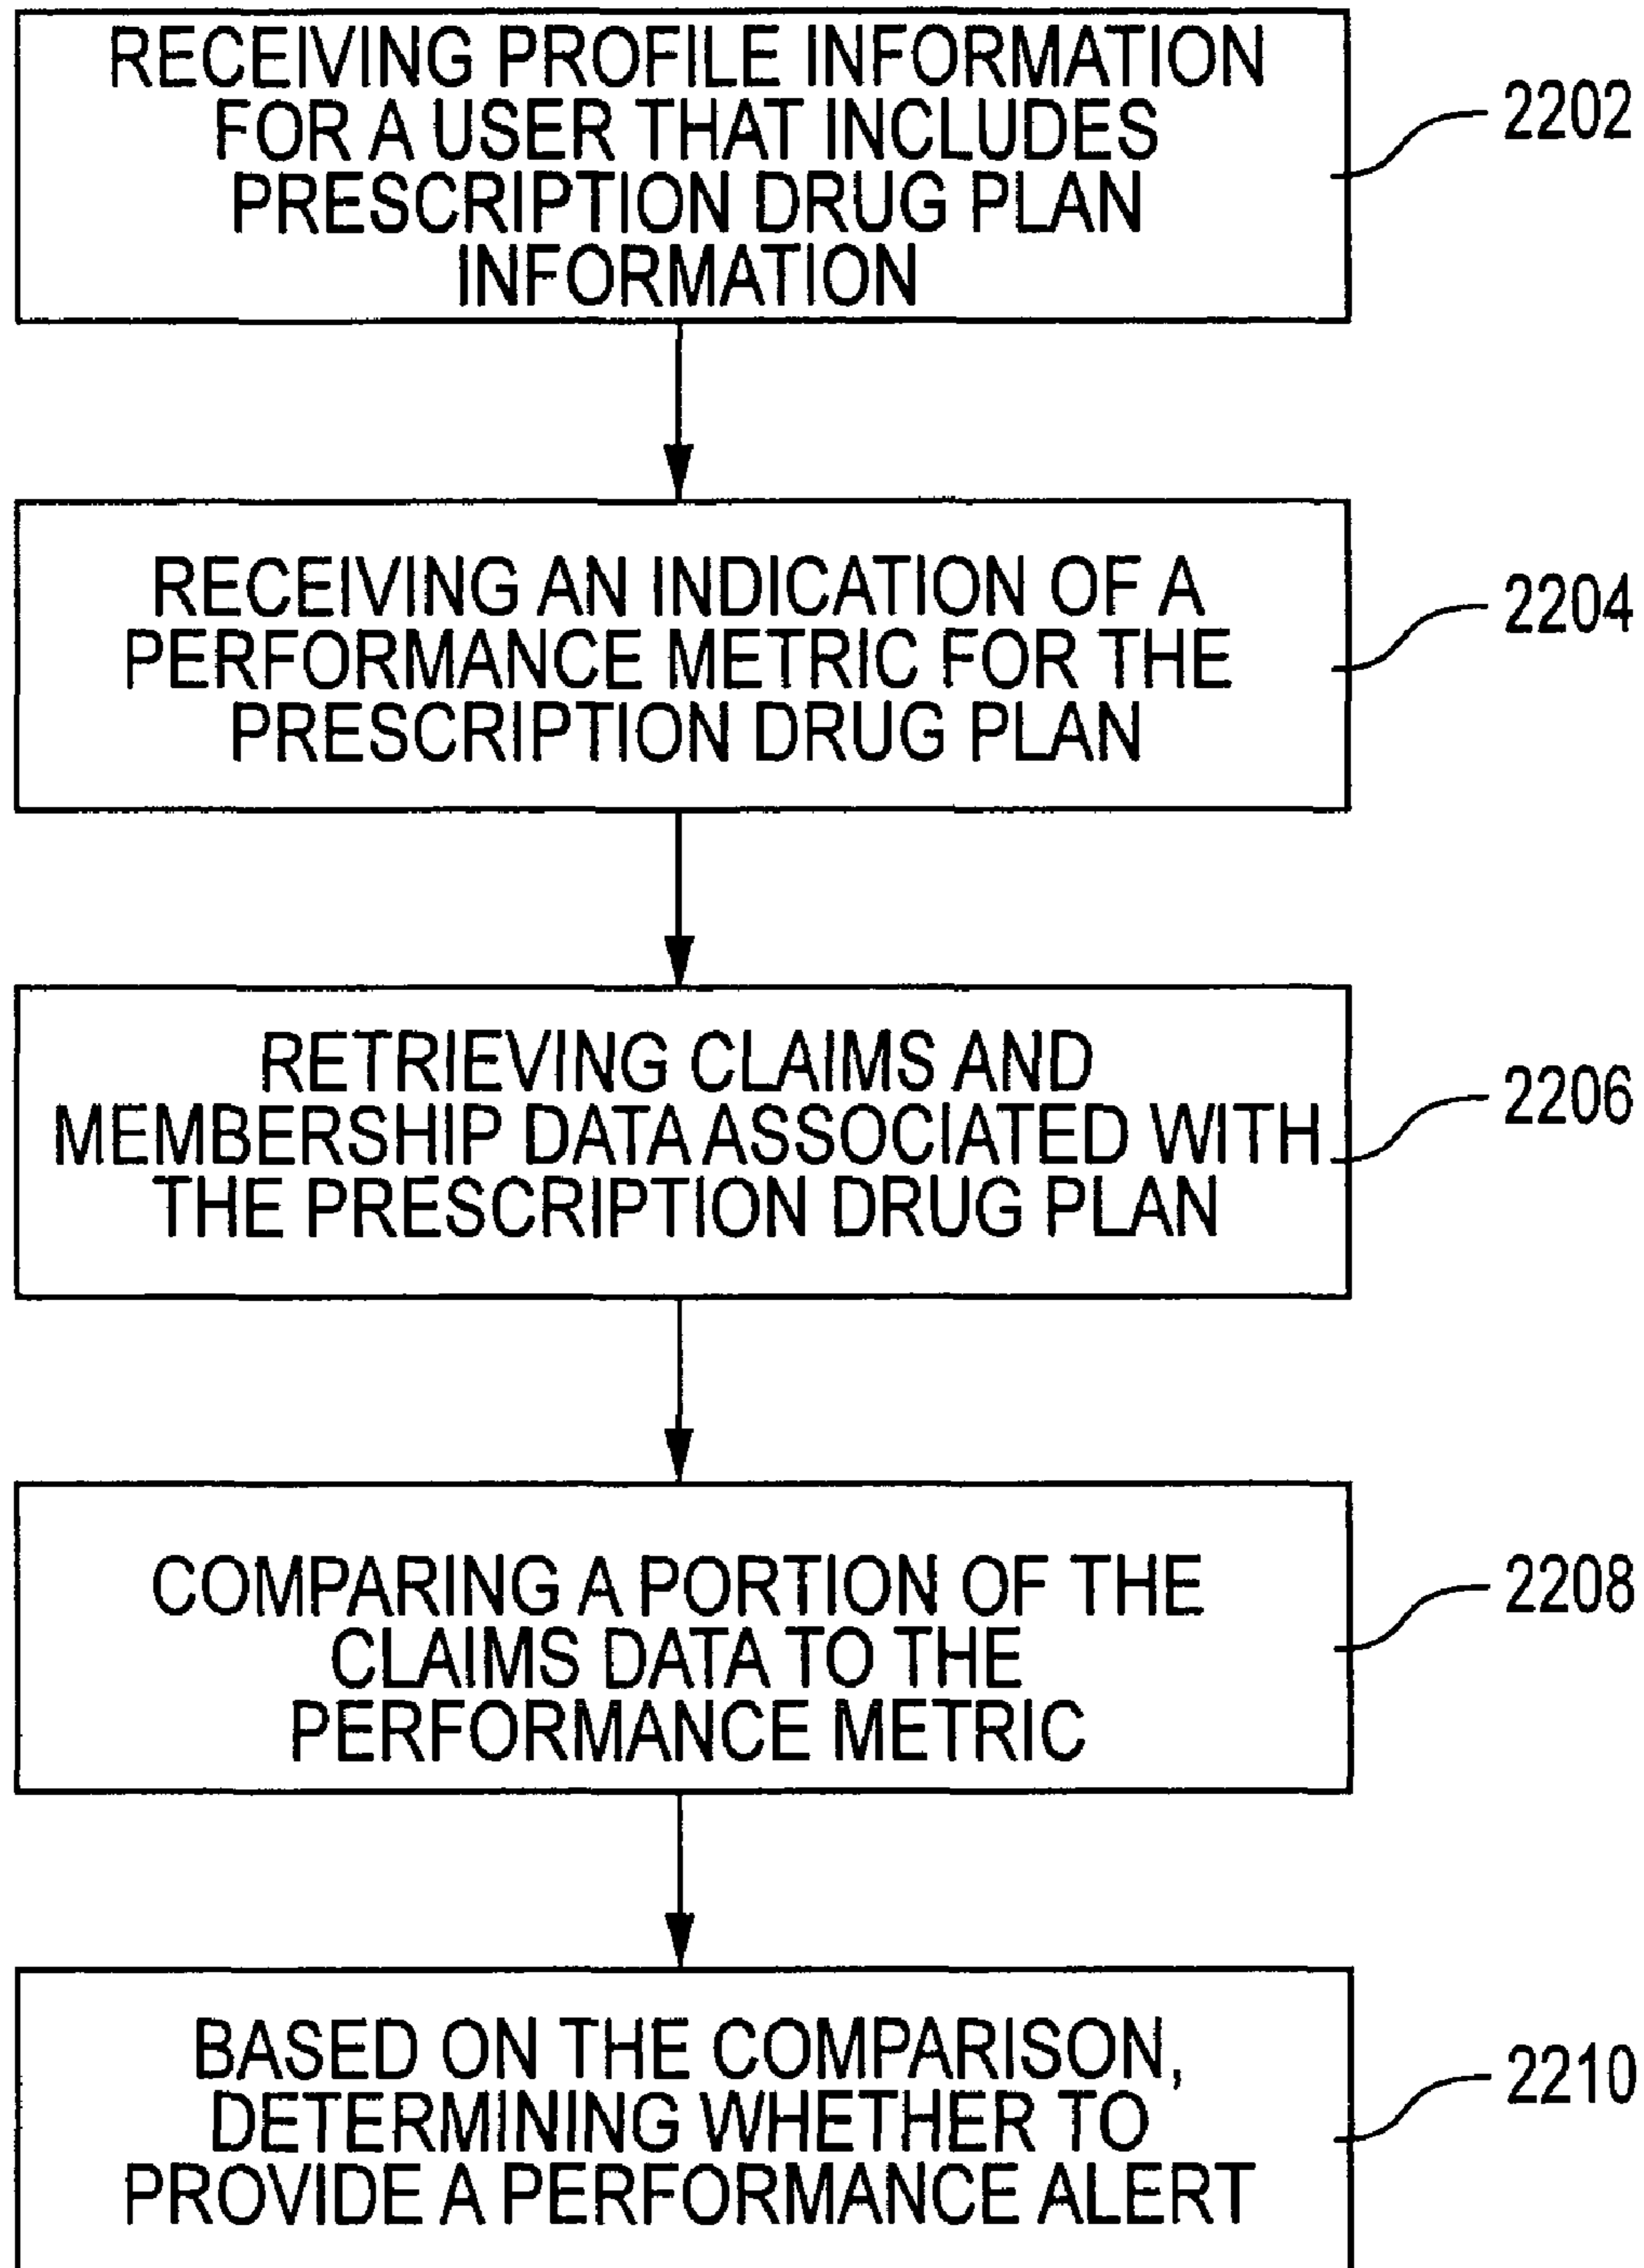 RECEIVING PROFILE INFORMATION
FOR A USER THAT INCLUDES
PRESCRIPTION DRUG PLAN
INFORMATION
2202
RECEIVING AN INDICATION OF A
PERFORMANCE METRIC FOR THE
PRESCRIPTION DRUG PLAN
2204
RETRIEVING CLAIMS AND
MEMBERSHIP DATA ASSOCIATED WITH
THE PRESCRIPTION DRUG PLAN
2206
COMPARING A PORTION OF THE
CLAIMS DATA TO THE
PERFORMANCE METRIC
2208
BASED ON THE COMPARISON,
DETERMINING WHETHER TO
PROVIDE A PERFORMANCE ALERT
2210